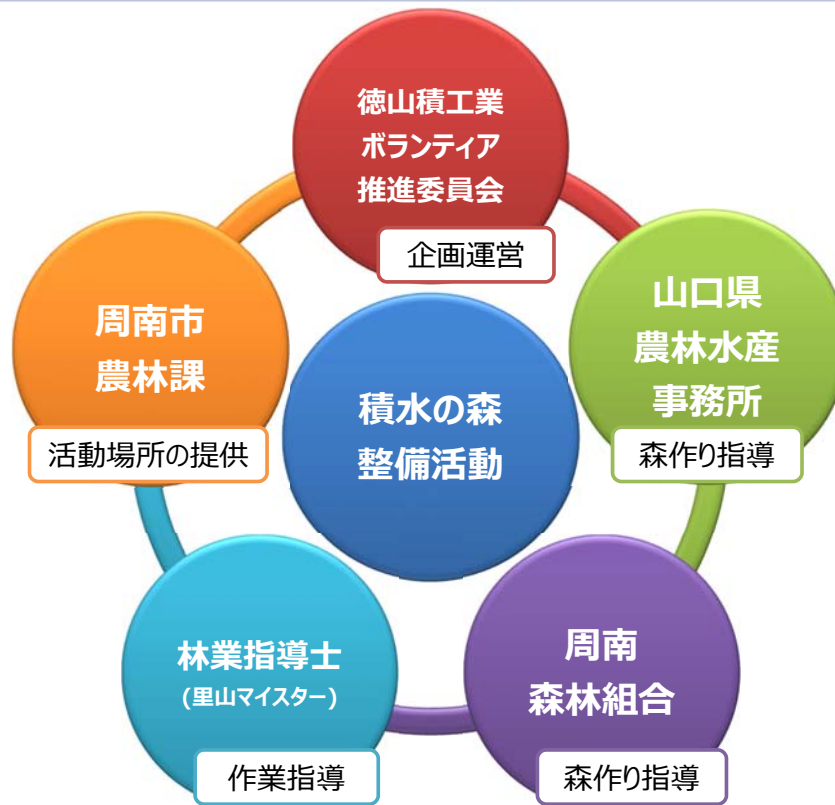 徳山積工業
ボランティア
推進委員会
企画運営
山口県
農林水産
事務所
森作り指導
周南
森林組合
森作り指導
林業指導士
(里山マイスター)
作業指導
周南市
農林課
活動場所の提供
積水の森
整備活動